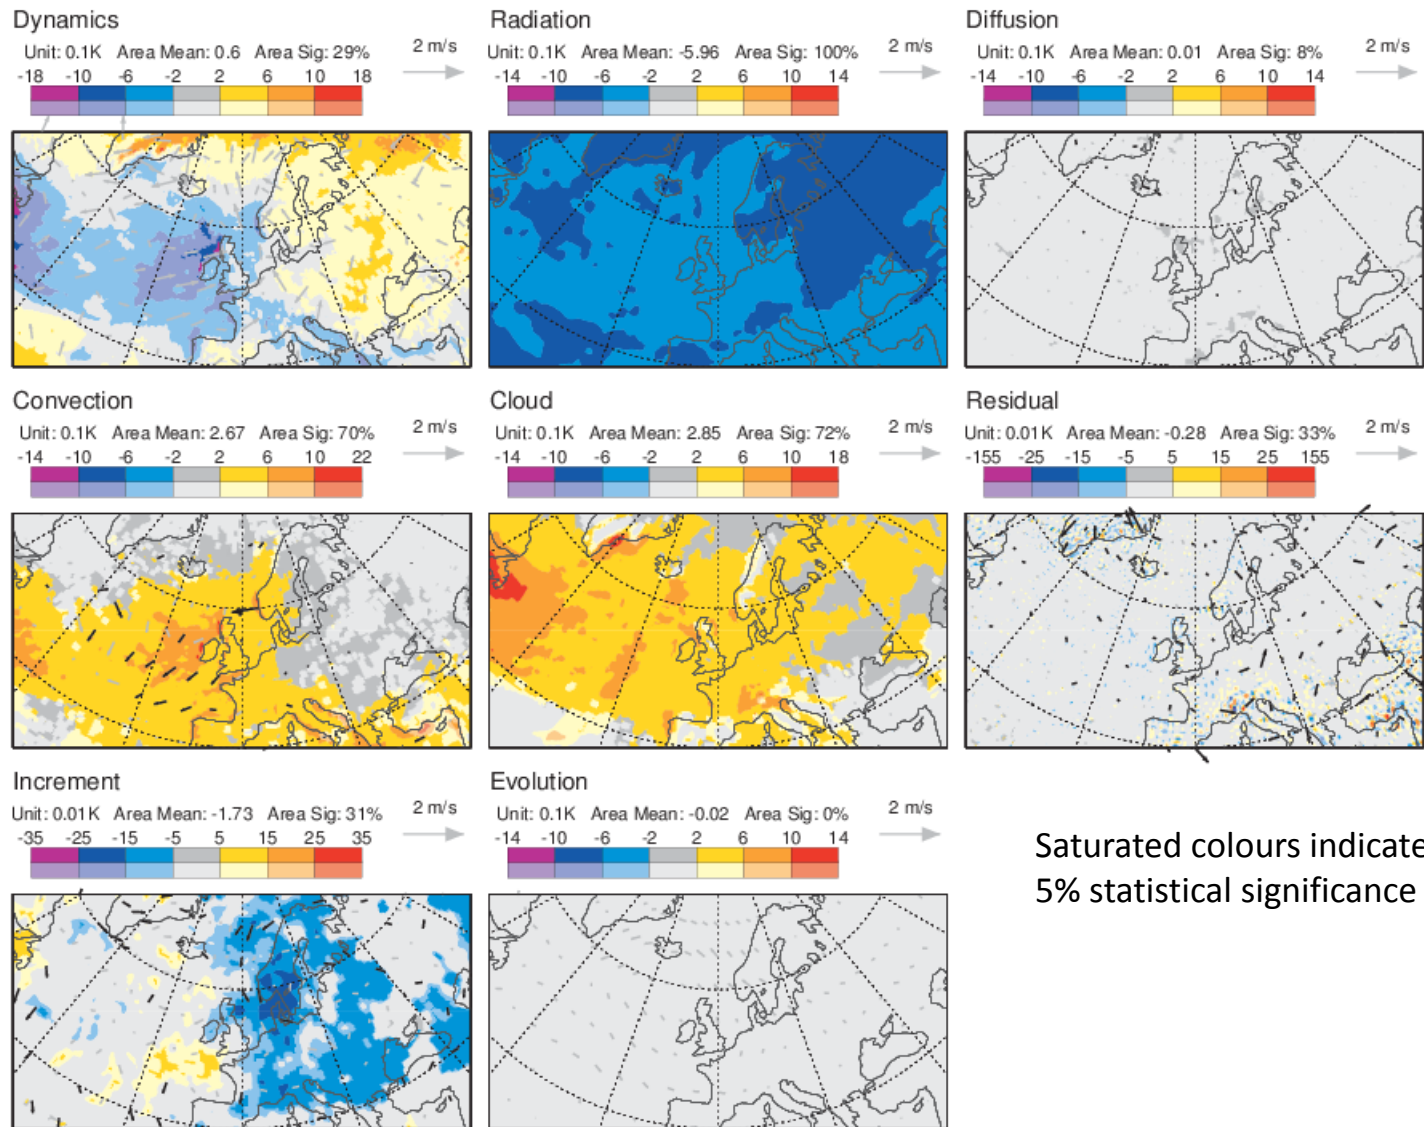 Dynamics
Unit: 0.1K Area Mean: 0.6 Area Sig: 29%
2 m/s
-18 -10 -6 -2 2 6 10 18
Radiation
Unit: 0.1K Area Mean: -5.96 Area Sig: 100%
2 m/s
-14 -10 -6 -2 2 6 10 14
Diffusion
Unit: 0.1K Area Mean: 0.01 Area Sig: 8%
2 m/s
-14 -10 -6 -2 2 6 10 14
Convection
Unit: 0.1K Area Mean: 2.67 Area Sig: 70%
2 m/s
-14 -10 -6 -2 2 6 10 22
Cloud
Unit: 0.1K Area Mean: 2.85 Area Sig: 72%
2 m/s
-14 -10 -6 -2 2 6 10 18
Residual
Unit: 0.01K Area Mean: -0.28 Area Sig: 33%
2 m/s
-155 -25 -15 -5 5 15 25 155
Increment
Unit: 0.01K Area Mean: -1.73 Area Sig: 31%
2 m/s
-35 -25 -15 -5 5 15 25 35
Evolution
Unit: 0.1K Area Mean: -0.02 Area Sig: 0%
2 m/s
-14 -10 -6 -2 2 6 10 14
Saturated colours indicate
5% statistical significance